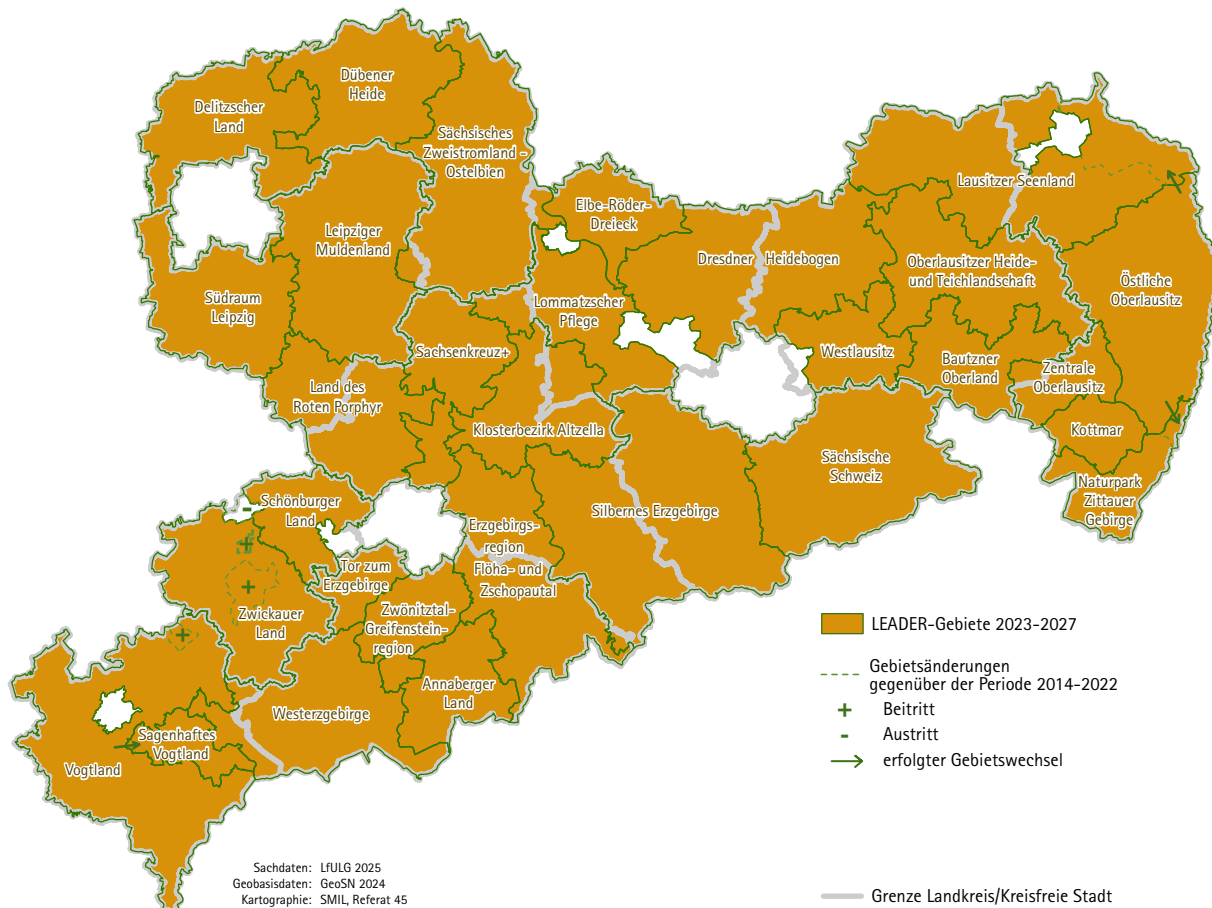 Dübener
Heide
Delitzscher
Land
Sächsisches
Zweistromland -
Ostelbien
Lausitzer Seenland
Elbe-Röder-
Dreieck
Leipziger
Muldenland
Dresdner Heidebogen
Oberlausitzer Heide-
und Teichlandschaft
Östliche
Oberlausitz
Südraum
Leipzig
Lommatzscher
Pflege
Sachsenkreuz+
Westlausitz
Bautzner
Oberland
Zentrale
Oberlausitz
Land des
Roten Porphyr
Klosterbezirk Altzella
Kottmar
Sächsische
Schweiz
Naturpark
Zittauer
Gebirge
Schönburger
Land
Silbernes Erzgebirge
Erzgebirgs-
region
Flöha- und
Zschopautal
Tor zum
Erzgebirge
Zwönitztal-
Greifenstein-
region
Zwickauer
Land
Annaberger
Land
Westerzgebirge
Sagenhaftes
Vogtland
Vogtland
LEADER-Gebiete 2023-2027
Gebietsänderungen
gegenüber der Periode 2014-2022
+ Beitritt
- Austritt
erfolgter Gebietswechsel
Grenze Landkreis/Kreisfreie Stadt
Sachdaten: LfULG 2025
Geobasisdaten: GeoSN 2024
Kartographie: SMIL, Referat 45